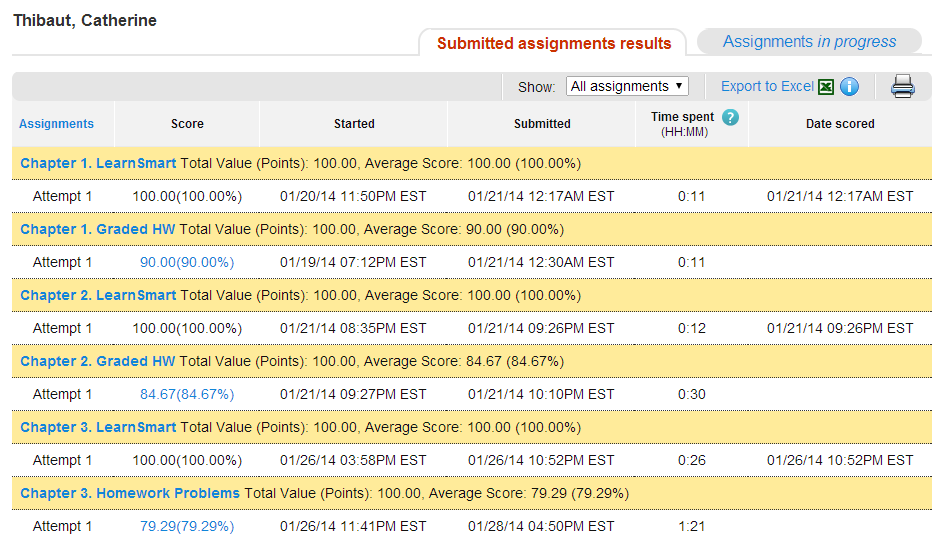 Thibaut, Catherine
Submitted assignments results Assignments in progress
Show: All assignments Export to Excel
Assignments Score Started Submitted Time spent (HH:MM) ? Date scored
Chapter 1. LearnSmart Total Value (Points): 100.00, Average Score: 100.00 (100.00%)
Attempt 1 100.00(100.00%) 01/20/14 11:50PM EST 01/21/14 12:17AM EST 0:11 01/21/14 12:17AM EST
Chapter 1. Graded HW Total Value (Points): 100.00, Average Score: 90.00 (90.00%)
Attempt 1 90.00(90.00%) 01/19/14 07:12PM EST 01/21/14 12:30AM EST 0:11
Chapter 2. LearnSmart Total Value (Points): 100.00, Average Score: 100.00 (100.00%)
Attempt 1 100.00(100.00%) 01/21/14 08:35PM EST 01/21/14 09:26PM EST 0:12 01/21/14 09:26PM EST
Chapter 2. Graded HW Total Value (Points): 100.00, Average Score: 84.67 (84.67%)
Attempt 1 84.67(84.67%) 01/21/14 09:27PM EST 01/21/14 10:10PM EST 0:30
Chapter 3. LearnSmart Total Value (Points): 100.00, Average Score: 100.00 (100.00%)
Attempt 1 100.00(100.00%) 01/26/14 03:58PM EST 01/26/14 10:52PM EST 0:26 01/26/14 10:52PM EST
Chapter 3. Homework Problems Total Value (Points): 100.00, Average Score: 79.29 (79.29%)
Attempt 1 79.29(79.29%) 01/26/14 11:41PM EST 01/28/14 04:50PM EST 1:21